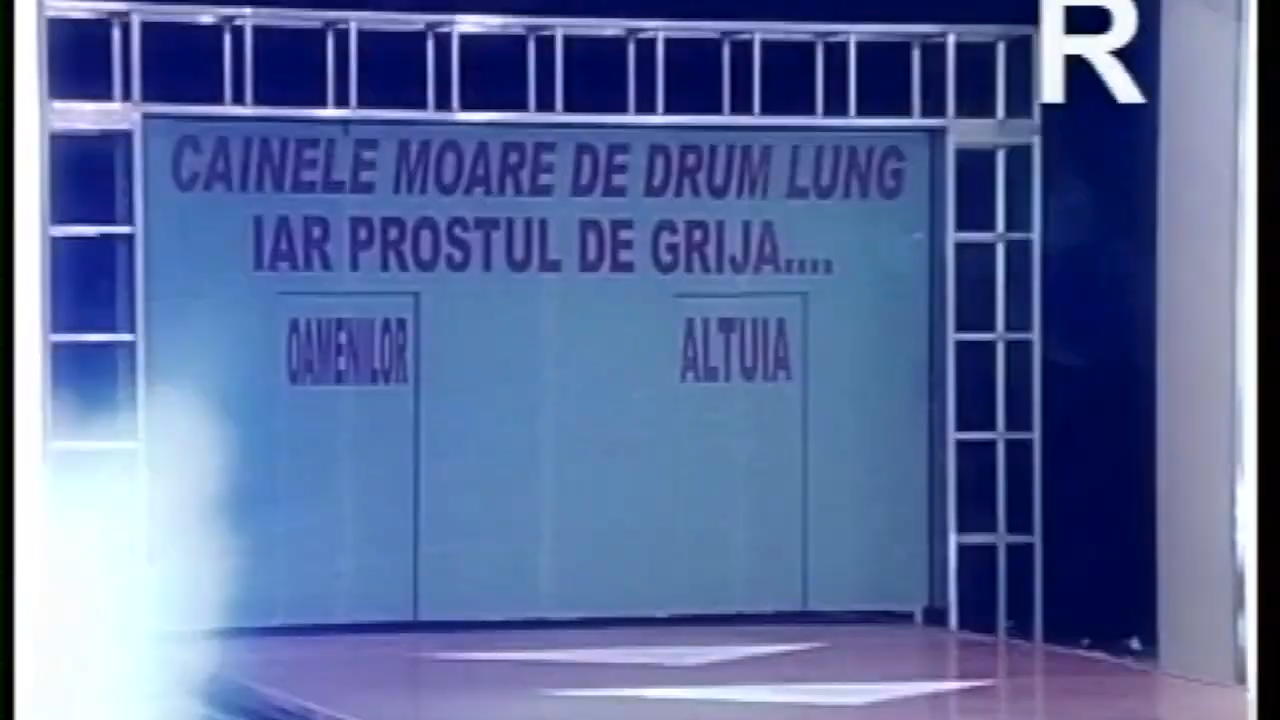 R
CAINELE MOARE DE DRUM LUNG
IAR PROSTUL DE GRIJA....
OAMENILOR
ALTUIA